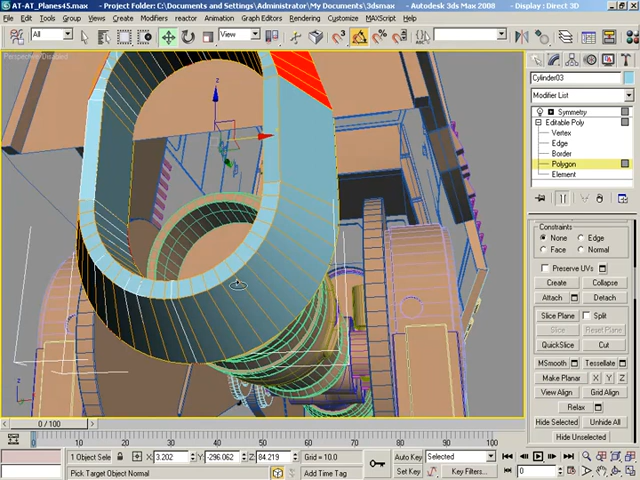 AT-AT_Planes45.max - Project Folder: C:\Documents and Settings\Administrator\My Documents\3dsmax - Autodesk 3ds Max 2008 - Display : Direct 3D
File Edit Tools Group Views Create Modifiers reactor Animation Graph Editors Rendering Customize MAXScript Help
All View
Perspective [Disabled]
Cylinder03
Modifier List
Symmetry
Editable Poly
Vertex
Edge
Border
Polygon
Element
Constraints
None Edge
Face Normal
Preserve UVs
Create Collapse
Attach Detach
Slice Plane Split
Slice Reset Plane
QuickSlice Cut
MSmooth Tessellate
Make Planar X Y Z
View Align Grid Align
Relax
Hide Selected Unhide All
Hide Unselected
0 / 100
0 10 20 30 40 50 60 70 80 90 100
1 Object Sele X: 3.202 Y: -296.062 Z: 84.219 Grid = 10.0 Auto Key Selected
Pick Target Object Normal Add Time Tag Set Key Key Filters... 0